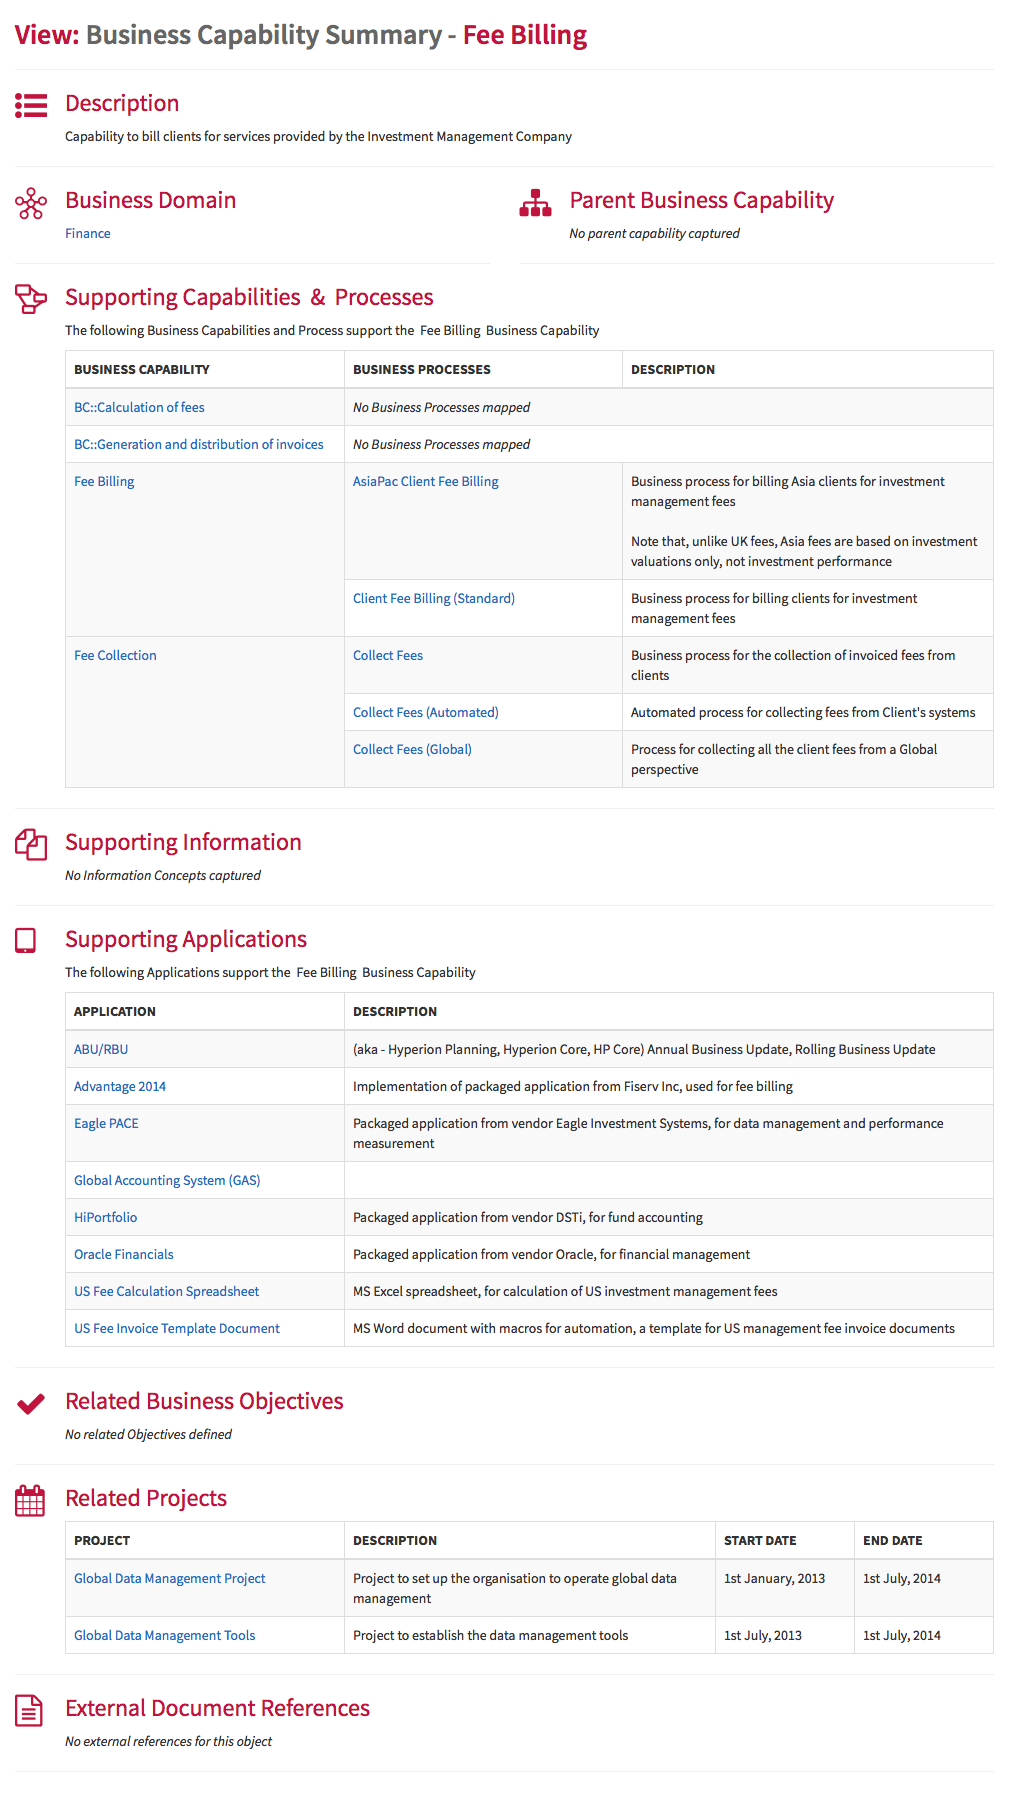 View: Business Capability Summary - Fee Billing
Description
Capability to bill clients for services provided by the Investment Management Company
Business Domain
Finance
Parent Business Capability
No parent capability captured
Supporting Capabilities & Processes
The following Business Capabilities and Process support the Fee Billing Business Capability
BUSINESS CAPABILITY BUSINESS PROCESSES DESCRIPTION
BC::Calculation of fees No Business Processes mapped
BC::Generation and distribution of invoices No Business Processes mapped
Fee Billing AsiaPac Client Fee Billing Business process for billing Asia clients for investment
management fees
Note that, unlike UK fees, Asia fees are based on investment
valuations only, not investment performance
Client Fee Billing (Standard) Business process for billing clients for investment
management fees
Fee Collection Collect Fees Business process for the collection of invoiced fees from
clients
Collect Fees (Automated) Automated process for collecting fees from Client's systems
Collect Fees (Global) Process for collecting all the client fees from a Global
perspective
Supporting Information
No Information Concepts captured
Supporting Applications
The following Applications support the Fee Billing Business Capability
APPLICATION DESCRIPTION
ABU/RBU (aka - Hyperion Planning, Hyperion Core, HP Core) Annual Business Update, Rolling Business Update
Advantage 2014 Implementation of packaged application from Fiserv Inc, used for fee billing
Eagle PACE Packaged application from vendor Eagle Investment Systems, for data management and performance
measurement
Global Accounting System (GAS)
HiPortfolio Packaged application from vendor DSTi, for fund accounting
Oracle Financials Packaged application from vendor Oracle, for financial management
US Fee Calculation Spreadsheet MS Excel spreadsheet, for calculation of US investment management fees
US Fee Invoice Template Document MS Word document with macros for automation, a template for US management fee invoice documents
Related Business Objectives
No related Objectives defined
Related Projects
PROJECT DESCRIPTION START DATE END DATE
Global Data Management Project Project to set up the organisation to operate global data 1st January, 2013 1st July, 2014
management
Global Data Management Tools Project to establish the data management tools 1st July, 2013 1st July, 2014
External Document References
No external references for this object